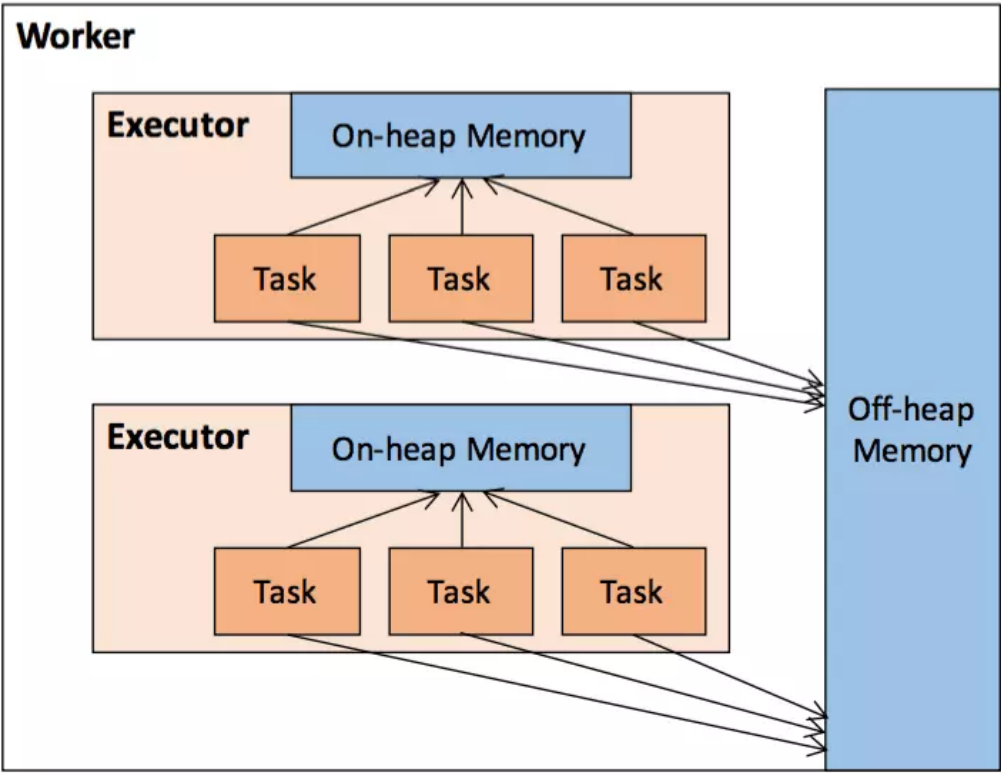 Worker
Executor
On-heap Memory
Task
Task
Task
Executor
On-heap Memory
Task
Task
Task
Off-heap
Memory